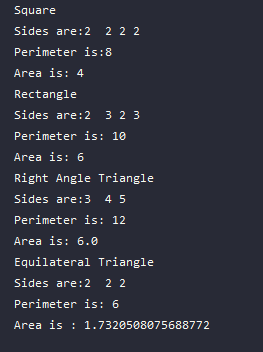 Square
Sides are:2  2 2 2
Perimeter is:8
Area is: 4
Rectangle
Sides are:2  3 2 3
Perimeter is: 10
Area is: 6
Right Angle Triangle
Sides are:3  4 5
Perimeter is: 12
Area is: 6.0
Equilateral Triangle
Sides are:2  2 2
Perimeter is: 6
Area is : 1.7320508075688772